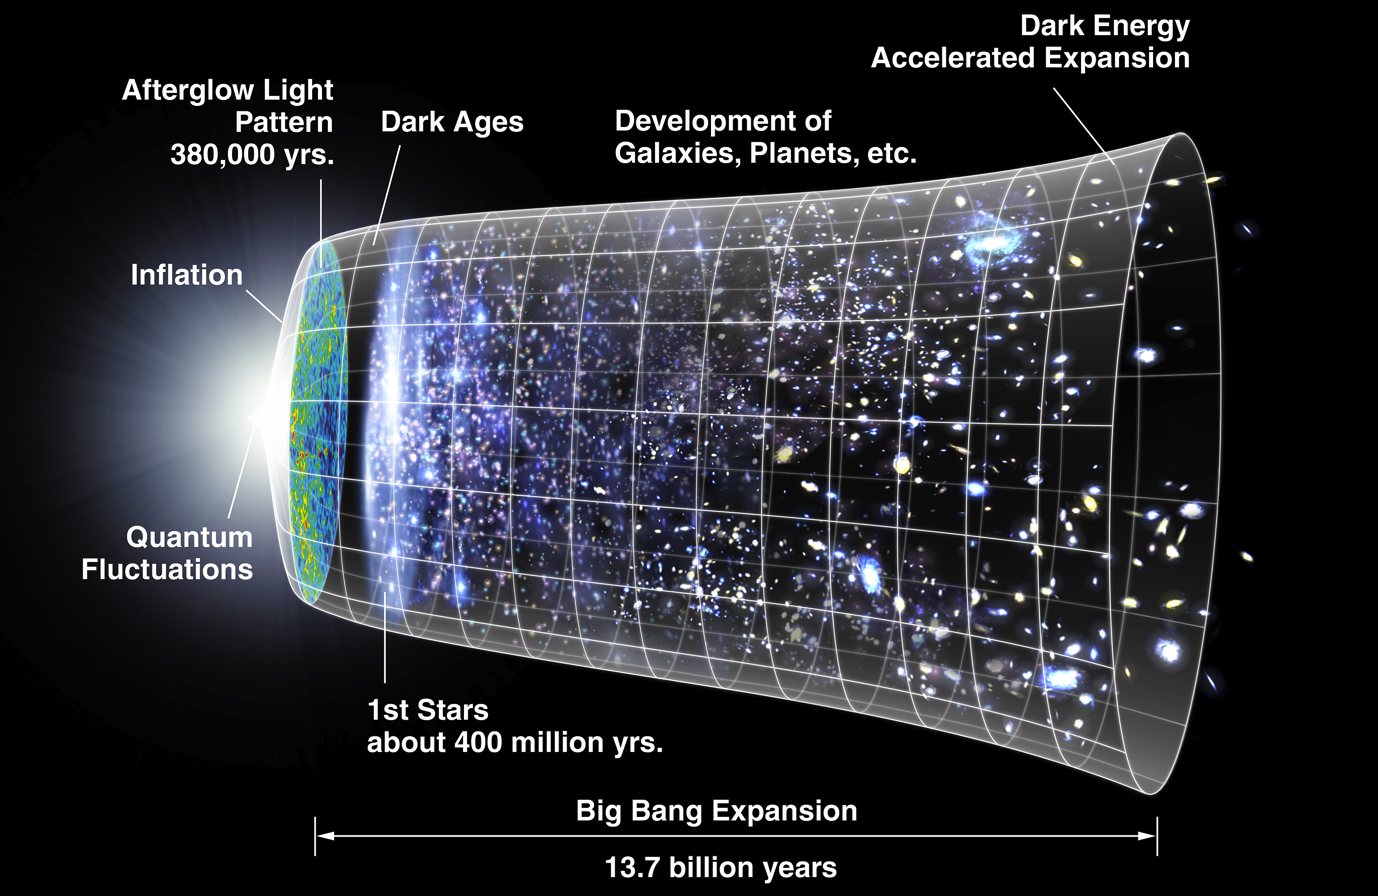 Dark Energy
Accelerated Expansion
Afterglow Light
Pattern
380,000 yrs.
Dark Ages
Development of
Galaxies, Planets, etc.
Inflation
Quantum
Fluctuations
1st Stars
about 400 million yrs.
Big Bang Expansion
13.7 billion years